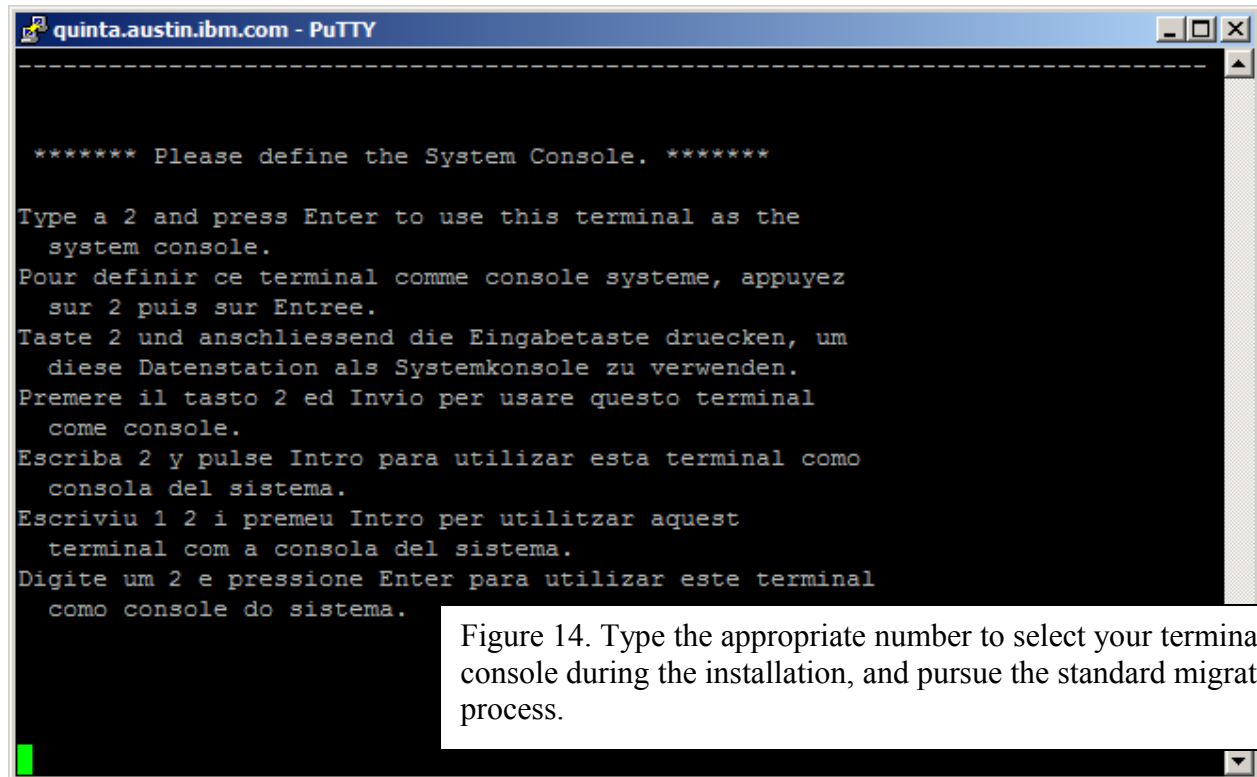 quinta.austin.ibm.com - PuTTY
-------------------------------------------------------------------------------
******* Please define the System Console. *******
Type a 2 and press Enter to use this terminal as the
system console.
Pour definir ce terminal comme console systeme, appuyez
sur 2 puis sur Entree.
Taste 2 und anschliessend die Eingabetaste druecken, um
diese Datenstation als Systemkonsole zu verwenden.
Premere il tasto 2 ed Invio per usare questo terminal
come console.
Escriba 2 y pulse Intro para utilizar esta terminal como
consola del sistema.
Escriviu 1 2 i premeu Intro per utilitzar aquest
terminal com a consola del sistema.
Digite um 2 e pressione Enter para utilizar este terminal
como console do sistema.
Figure 14. Type the appropriate number to select your
console during the installation, and pursue the standard
process.